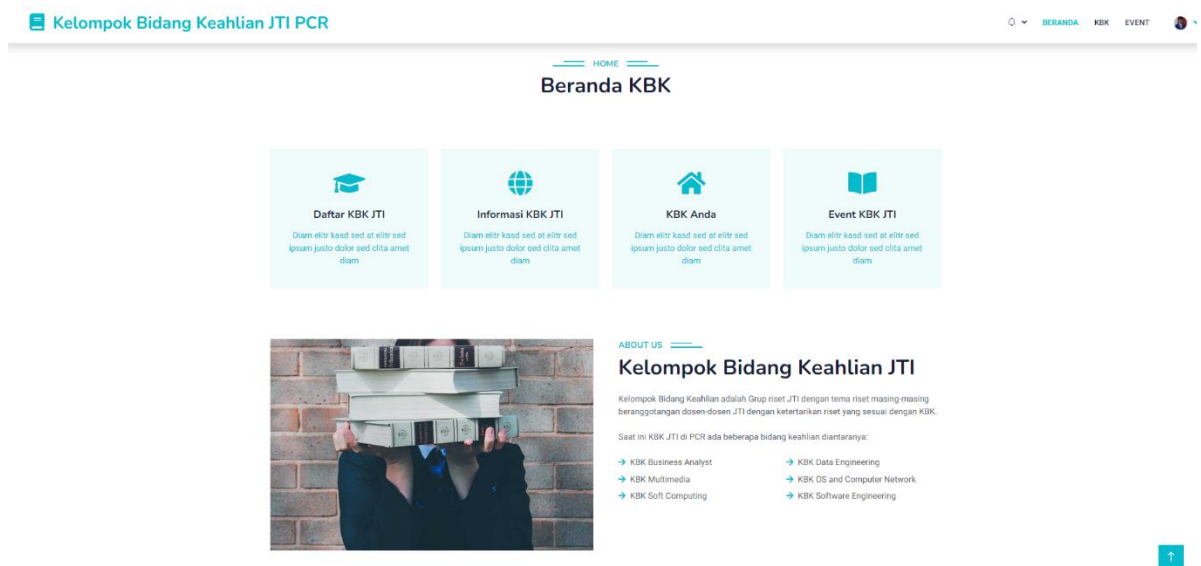 Kelompok Bidang Keahlian JTI PCR
BERANDA KBK EVENT
HOME
Beranda KBK
Daftar KBK JTI
Diam elitr kasd sed at elitr sed
ipsum justo dolor sed clita amet
diam
Informasi KBK JTI
Diam elitr kasd sed at elitr sed
ipsum justo dolor sed clita amet
diam
KBK Anda
Diam elitr kasd sed at elitr sed
ipsum justo dolor sed clita amet
diam
Event KBK JTI
Diam elitr kasd sed at elitr sed
ipsum justo dolor sed clita amet
diam
ABOUT US
Kelompok Bidang Keahlian JTI
Kelompok Bidang Keahlian adalah Grup riset JTI dengan tema riset masing-masing
beranggotangan dosen-dosen JTI dengan ketertarikan riset yang sesuai dengan KBK.
Saat ini KBK JTI di PCR ada beberapa bidang keahlian diantaranya:
KBK Business Analyst
KBK Multimedia
KBK Soft Computing
KBK Data Engineering
KBK OS and Computer Network
KBK Software Engineering